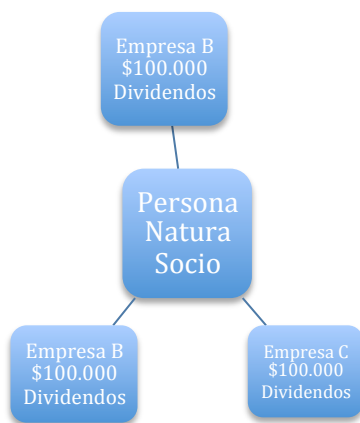 Empresa B
$100.000
Dividendos
Persona
Natura
Socio
Empresa B
$100.000
Dividendos
Empresa C
$100.000
Dividendos